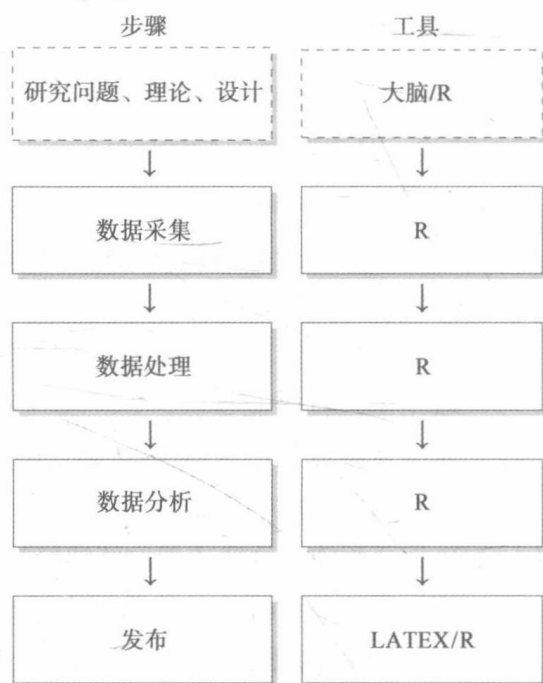 步骤 工具
研究问题、理论、设计 大脑/R
数据采集 R
数据处理 R
数据分析 R
发布 LATEX/R